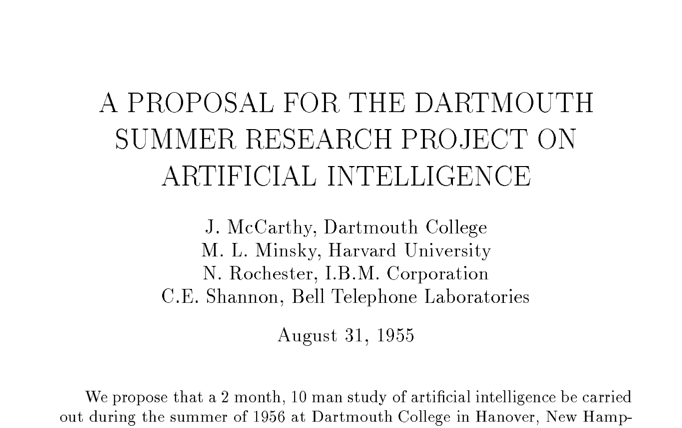 A PROPOSAL FOR THE DARTMOUTH
SUMMER RESEARCH PROJECT ON
ARTIFICIAL INTELLIGENCE
J. McCarthy, Dartmouth College
M. L. Minsky, Harvard University
N. Rochester, I.B.M. Corporation
C.E. Shannon, Bell Telephone Laboratories
August 31, 1955
We propose that a 2 month, 10 man study of artificial intelligence be carried
out during the summer of 1956 at Dartmouth College in Hanover, New Hamp-